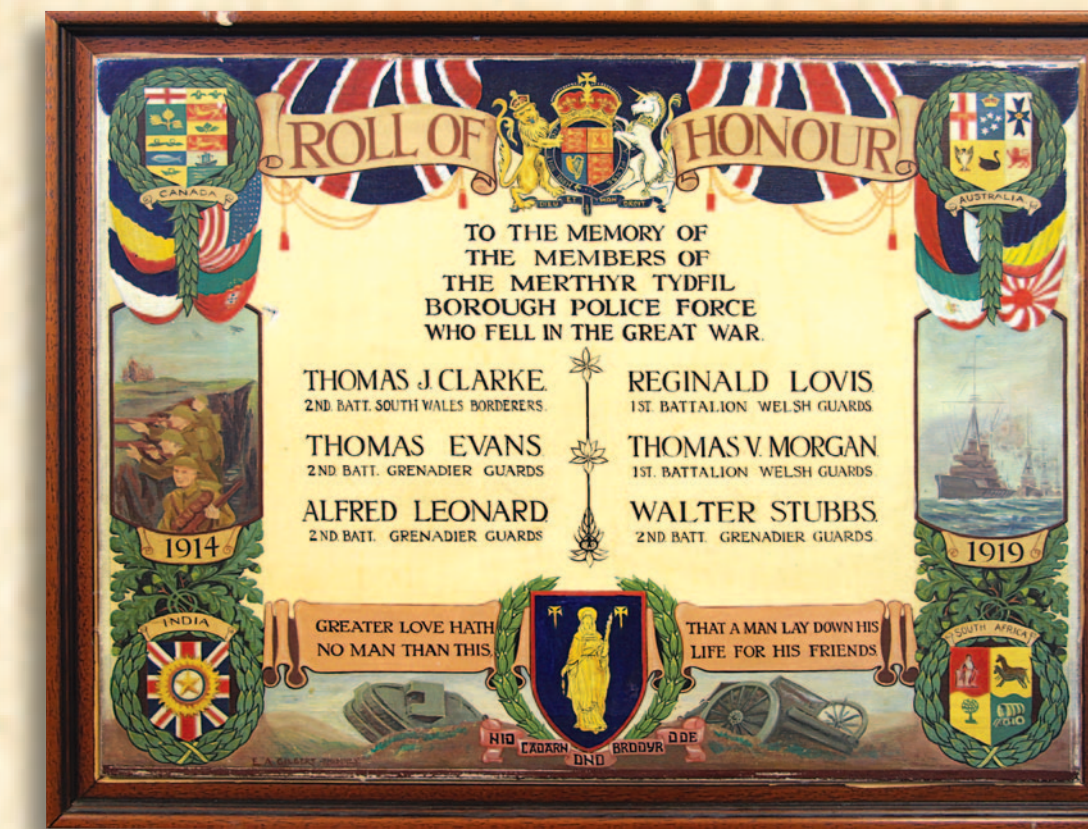 ROLL OF HONOUR
CANADA
AUSTRALIA
DIEU ET MON DROIT
TO THE MEMORY OF
THE MEMBERS OF
THE MERTHYR TYDFIL
BOROUGH POLICE FORCE
WHO FELL IN THE GREAT WAR.
THOMAS J. CLARKE.
2ND. BATT. SOUTH WALES BORDERERS.
THOMAS EVANS.
2ND. BATT. GRENADIER GUARDS
ALFRED LEONARD.
2ND. BATT. GRENADIER GUARDS
REGINALD LOVIS.
1ST. BATTALION WELSH GUARDS.
THOMAS V. MORGAN.
1ST. BATTALION WELSH GUARDS.
WALTER STUBBS.
2ND. BATT. GRENADIER GUARDS.
1914
1919
INDIA
SOUTH AFRICA
GREATER LOVE HATH
NO MAN THAN THIS,
THAT A MAN LAY DOWN HIS
LIFE FOR HIS FRIENDS.
NID CADARN OND BRODYR DDE